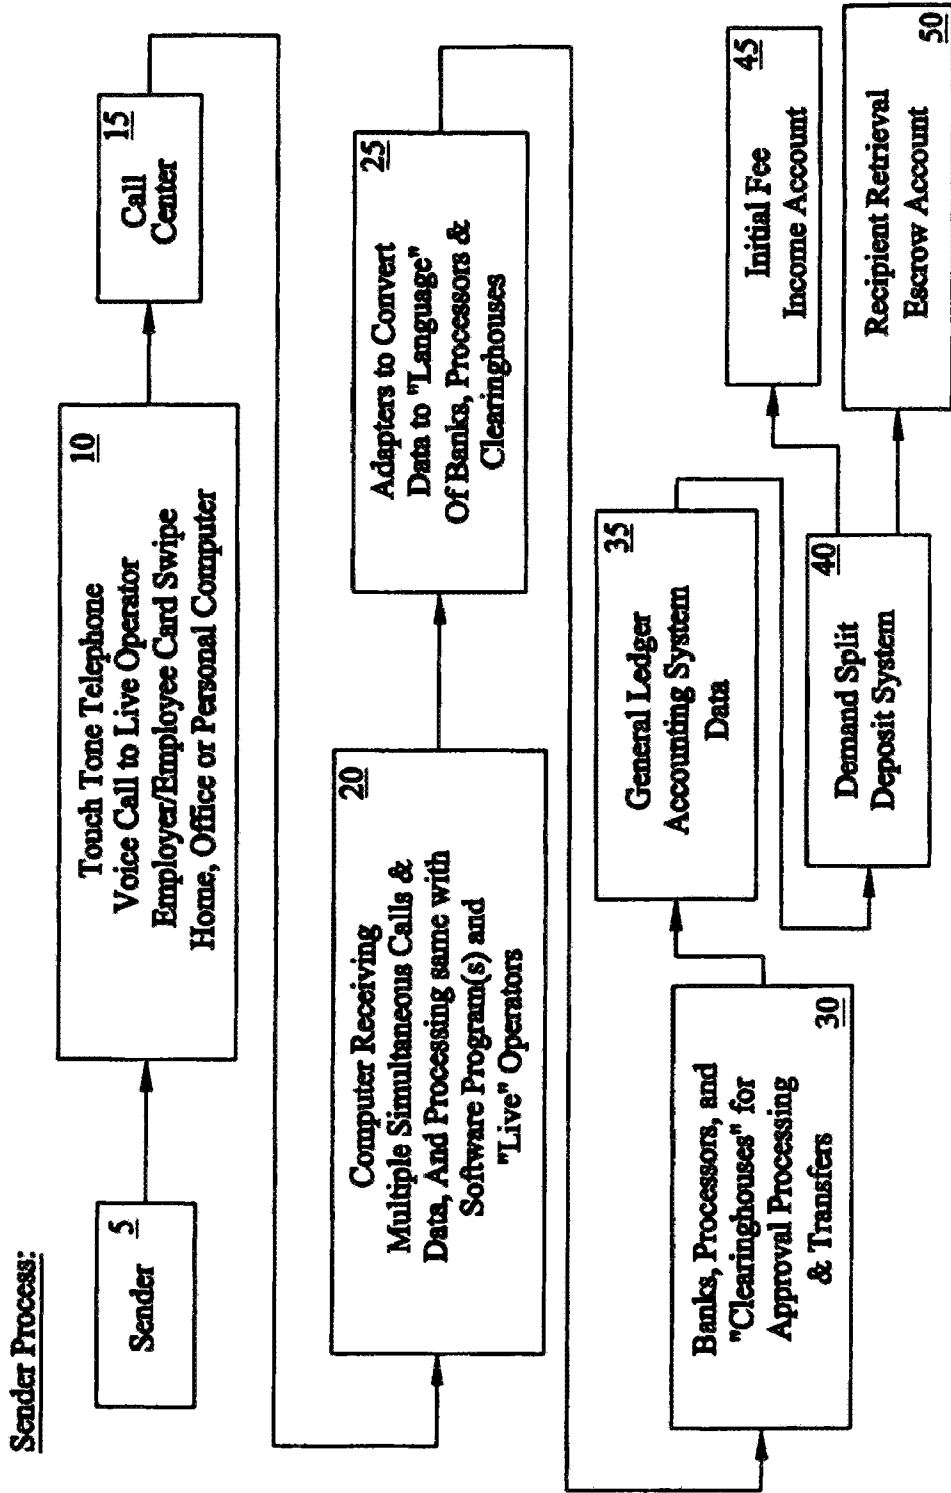 Sender Process:
5
Sender
10
Touch Tone Telephone
Voice Call to Live Operator
Employer/Employee Card Swipe
Home, Office or Personal Computer
15
Call
Center
20
Computer Receiving
Multiple Simultaneous Calls &
Data, And Processing same with
Software Program(s) and
"Live" Operators
25
Adapters to Convert
Data to "Language"
Of Banks, Processors &
Clearinghouses
30
Banks, Processors, and
"Clearinghouses" for
Approval Processing
& Transfers
35
General Ledger
Accounting System
Data
40
Demand Split
Deposit System
45
Initial Fee
Income Account
50
Recipient Retrieval
Escrow Account